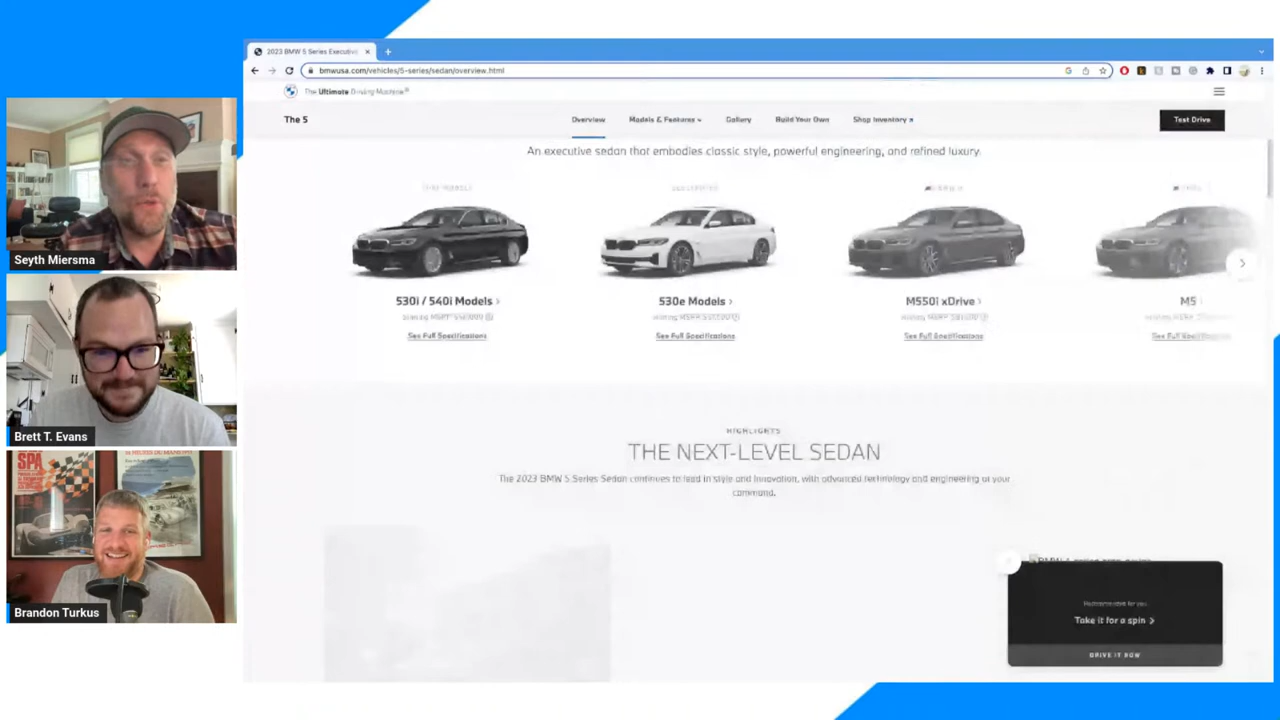 2023 BMW 5 Series Executive
bmwusa.com/vehicles/5-series/sedan/overview.html
The Ultimate Driving Machine®
The 5
Overview
Models & Features
Gallery
Build Your Own
Shop Inventory
Test Drive
An executive sedan that embodies classic style, powerful engineering, and refined luxury.
530i / 540i Models
530e Models
M550i xDrive
M5
See Full Specifications
See Full Specifications
See Full Specifications
See Full Specifications
HIGHLIGHTS
THE NEXT-LEVEL SEDAN
The 2023 BMW 5 Series Sedan continues to lead in style and innovation, with advanced technology and engineering at your
command.
Take it for a spin
DRIVE IT NOW
Seyth Miersma
Brett T. Evans
SPA
Brandon Turkus